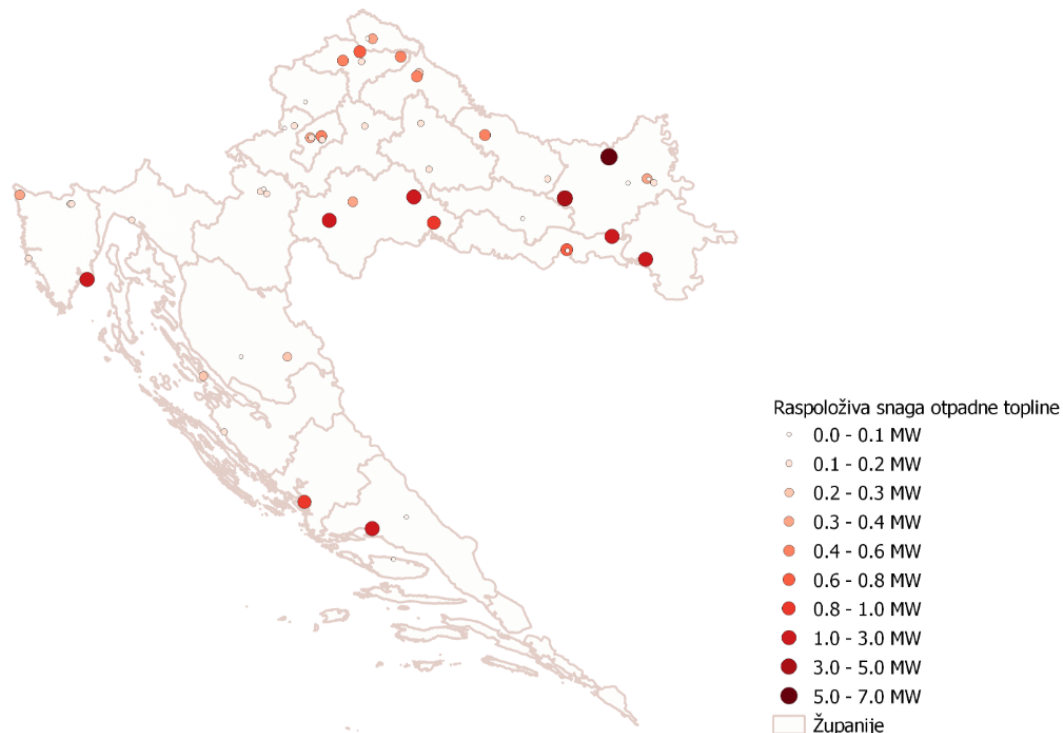 Raspoloživa snaga otpadne topline
0.0 - 0.1 MW
0.1 - 0.2 MW
0.2 - 0.3 MW
0.3 - 0.4 MW
0.4 - 0.6 MW
0.6 - 0.8 MW
0.8 - 1.0 MW
1.0 - 3.0 MW
3.0 - 5.0 MW
5.0 - 7.0 MW
Županije